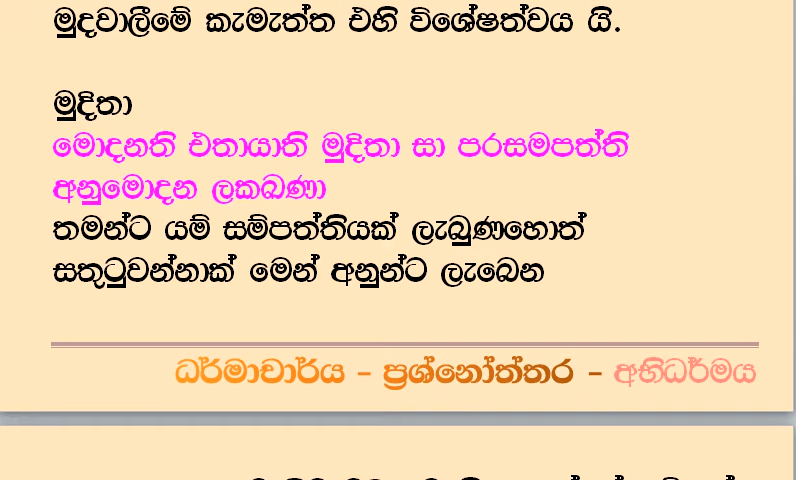 මුදවාලීමේ කැමැත්ත එහි විශේෂත්වය යි.
මුදිතා
මොදනති එතායාති මුදිතා සා පරසමපත්ති
අනුමොදන ලකඛණා
තමන්ට යම් සම්පත්තියක් ලැබුණහොත්
සතුටුවන්නාක් මෙන් අනුන්ට ලැබෙන
ධර්මාචාර්ය – ප්‍රශ්නෝත්තර – අභිධර්මය